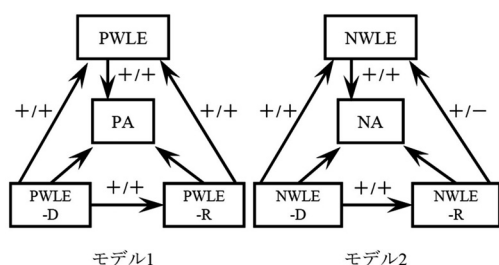 PWLE
+/+
+/+
+/+
PA
PWLE
-D
+/+
PWLE
-R
モデル1
NWLE
+/+
+/+
+/−
NA
NWLE
-D
+/+
NWLE
-R
モデル2